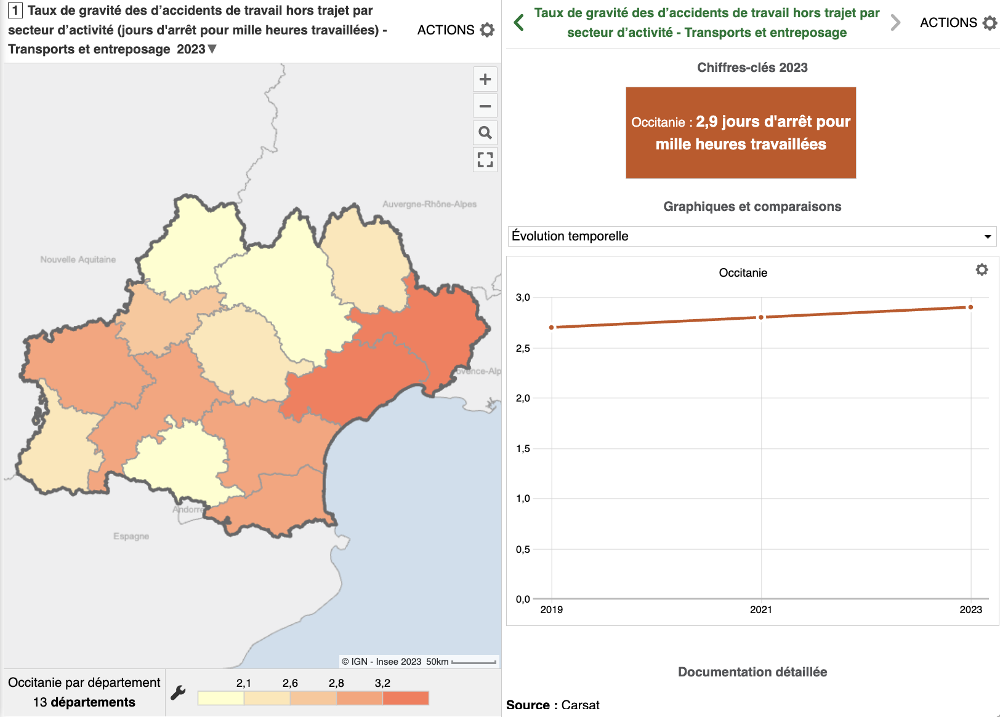 1 Taux de gravité des d’accidents de travail hors trajet par
secteur d’activité (jours d'arrêt pour mille heures travaillées) -
Transports et entreposage 2023▼
ACTIONS
Auvergne-Rhône-Alpes
Nouvelle Aquitaine
ovence-Alp
Andorre
Espagne
© IGN - Insee 2023 50km
Occitanie par département
13 départements
2,1 2,6 2,8 3,2
Taux de gravité des d’accidents de travail hors trajet par
secteur d’activité - Transports et entreposage
ACTIONS
Chiffres-clés 2023
Occitanie : 2,9 jours d'arrêt pour
mille heures travaillées
Graphiques et comparaisons
Évolution temporelle
Occitanie
3,0
2,5
2,0
1,5
1,0
0,5
0,0
2019 2021 2023
Documentation détaillée
Source : Carsat